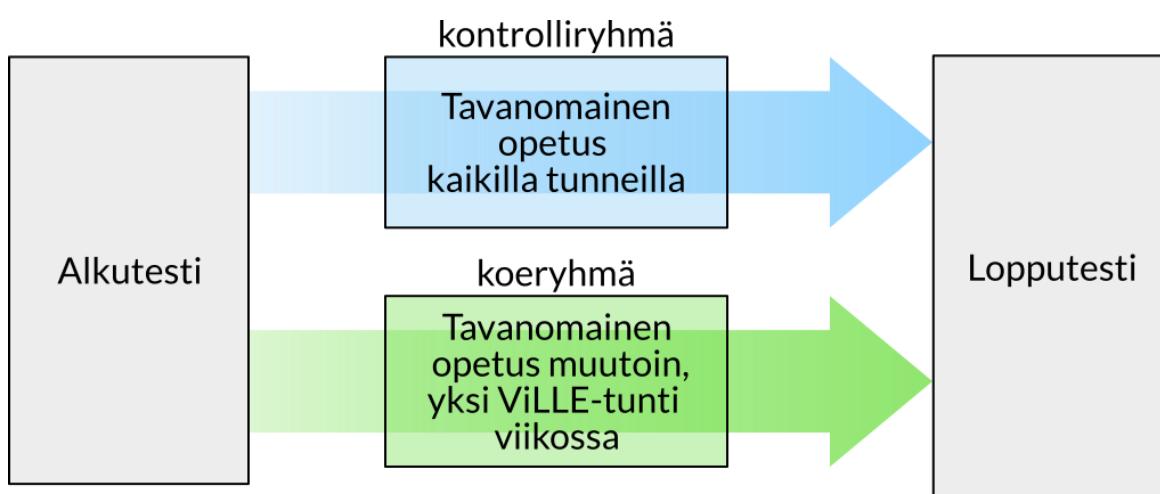 kontrolliryhmä
Tavanomainen
opetus
kaikilla tunneilla
Alkutesti
koeryhmä
Tavanomainen
opetus muutoin,
yksi ViLLE-tunti
viikossa
Lopputesti